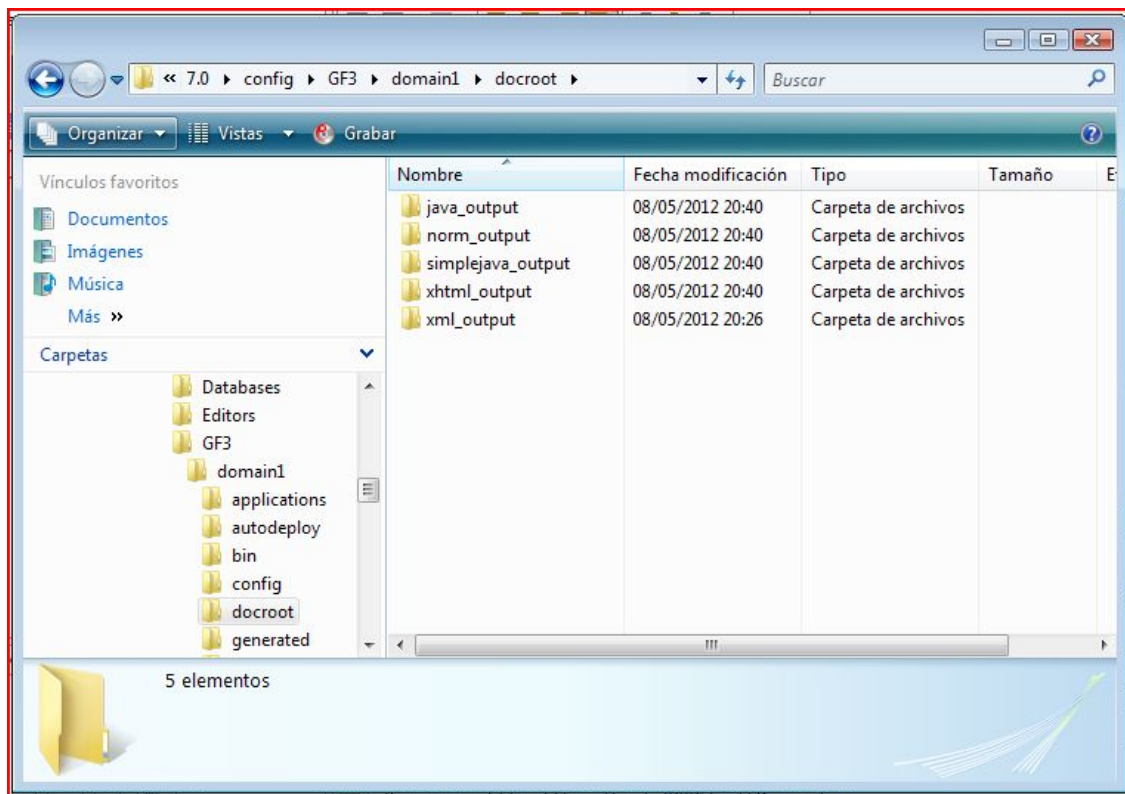 « 7.0 ▸ config ▸ GF3 ▸ domain1 ▸ docroot ▸ Buscar
Organizar Vistas Grabar
Vínculos favoritos
Documentos
Imágenes
Música
Más »
Carpetas
Databases
Editors
GF3
domain1
applications
autodeploy
bin
config
docroot
generated
Nombre Fecha modificación Tipo Tamaño
java_output 08/05/2012 20:40 Carpeta de archivos
norm_output 08/05/2012 20:40 Carpeta de archivos
simplejava_output 08/05/2012 20:40 Carpeta de archivos
xhtml_output 08/05/2012 20:40 Carpeta de archivos
xml_output 08/05/2012 20:26 Carpeta de archivos
5 elementos